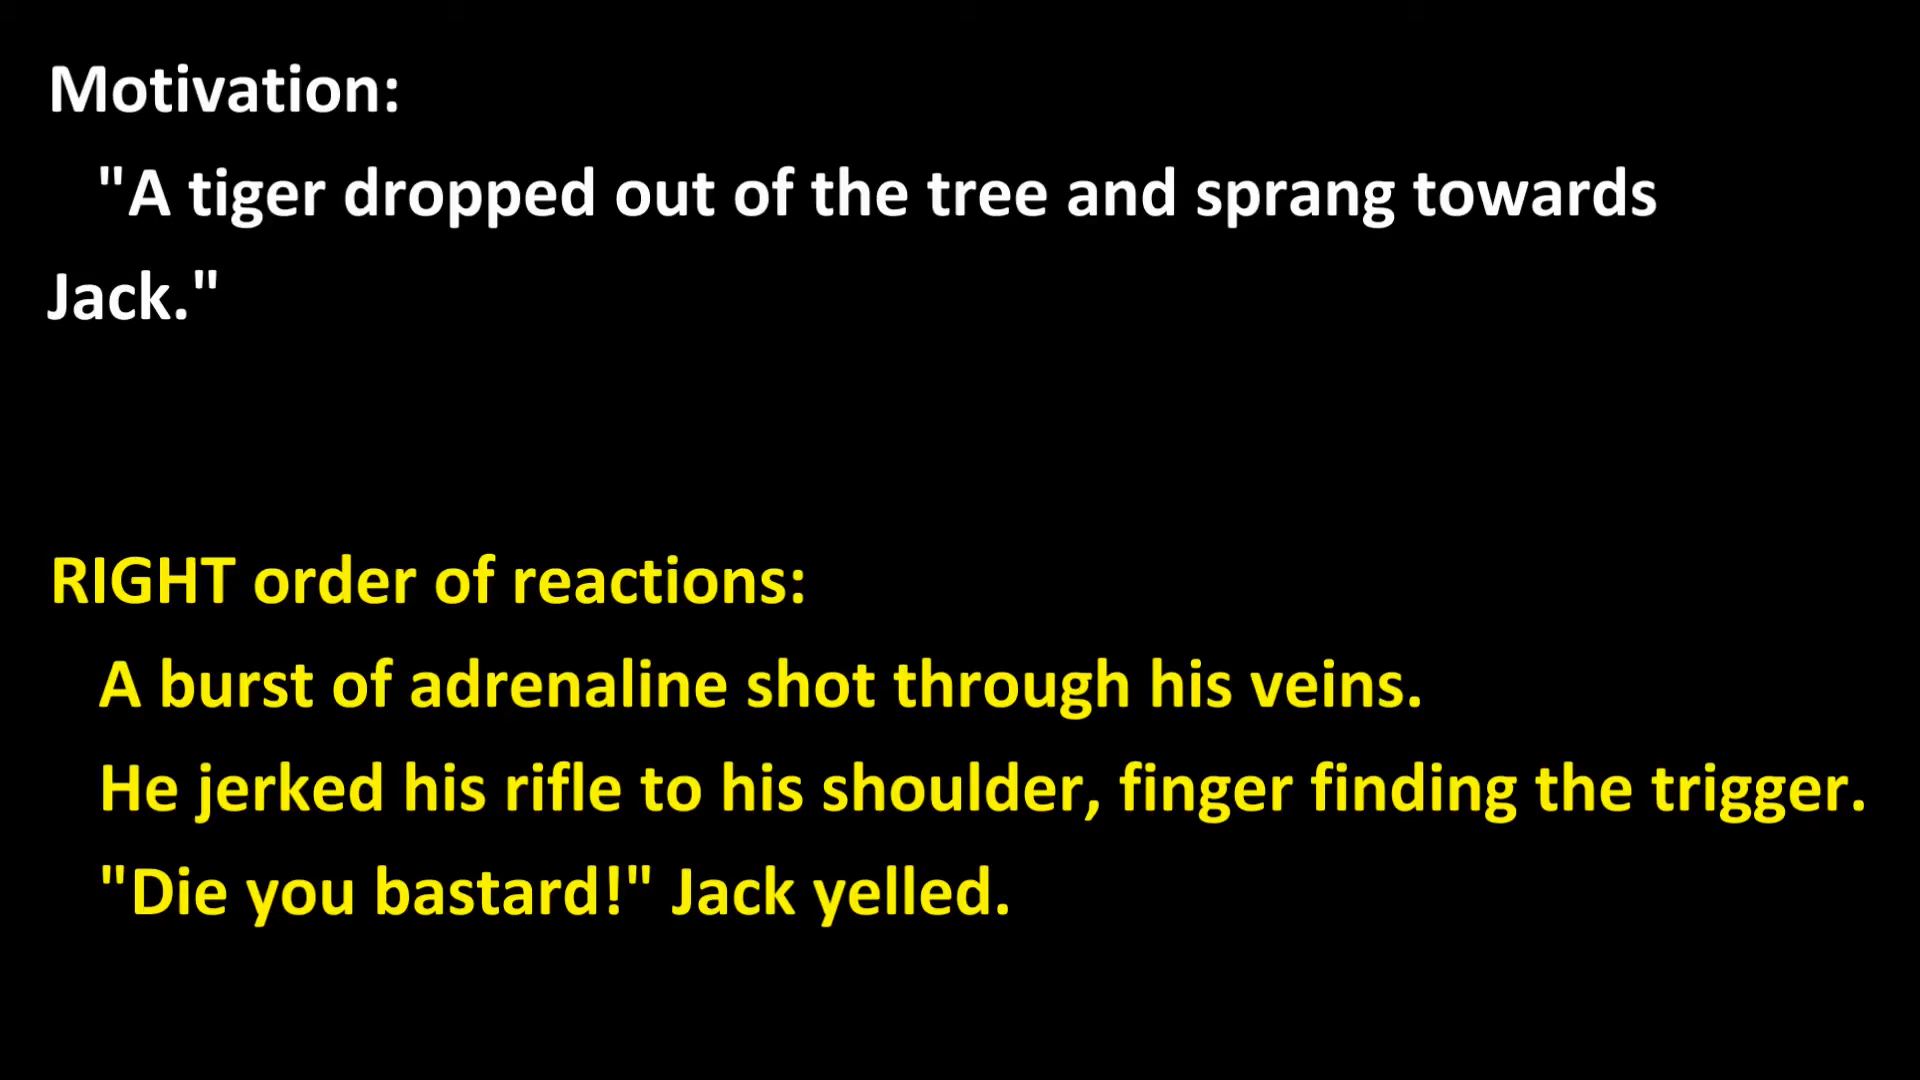 Motivation:
"A tiger dropped out of the tree and sprang towards
Jack."
RIGHT order of reactions:
A burst of adrenaline shot through his veins.
He jerked his rifle to his shoulder, finger finding the trigger.
"Die you bastard!" Jack yelled.